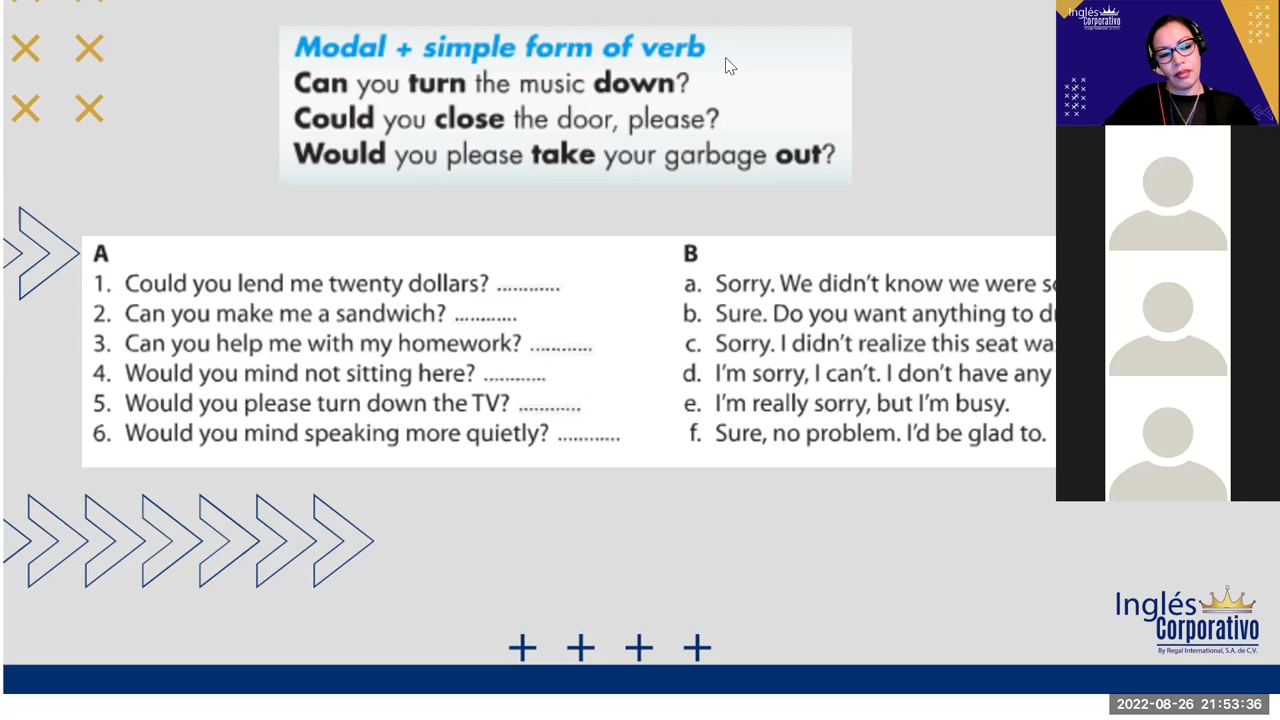 Modal + simple form of verb
Can you turn the music down?
Could you close the door, please?
Would you please take your garbage out?
A
1. Could you lend me twenty dollars? ............
2. Can you make me a sandwich? ............
3. Can you help me with my homework? ............
4. Would you mind not sitting here? ............
5. Would you please turn down the TV? ............
6. Would you mind speaking more quietly? ............
B
a. Sorry. We didn't know we were
b. Sure. Do you want anything to
c. Sorry. I didn't realize this seat
d. I'm sorry, I can't. I don't have any
e. I'm really sorry, but I'm busy.
f. Sure, no problem. I'd be glad to.
Inglés
Corporativo
Inglés
Corporativo
By Regal International, S.A. de C.V.
2022-08-26 21:53:36